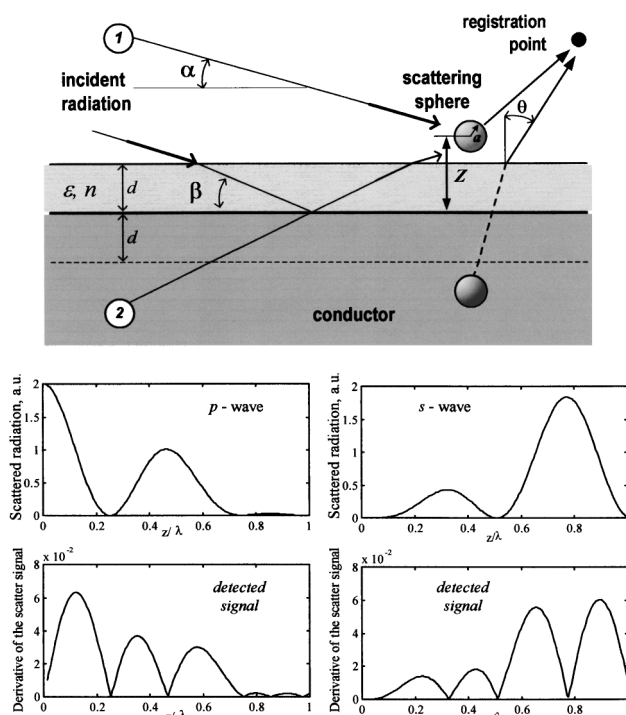 1
α
incident
radiation
registration
point
scattering
sphere
a
θ
ε, n
d
β
Z
d
2
conductor
Scattered radiation, a.u.
2
1.5
1
0.5
0
p - wave
0 0.2 0.4 0.6 0.8 1
z/λ
Scattered radiation, a.u.
2
1.5
1
0.5
0
s - wave
0 0.2 0.4 0.6 0.8
z/λ
Derivative of the scatter signal
x 10⁻²
8
6
4
2
0
detected
signal
0 0.2 0.4 0.6 0.8 1
Derivative of the scatter signal
x 10⁻²
8
6
4
2
0
detected
signal
0 0.2 0.4 0.6 0.8